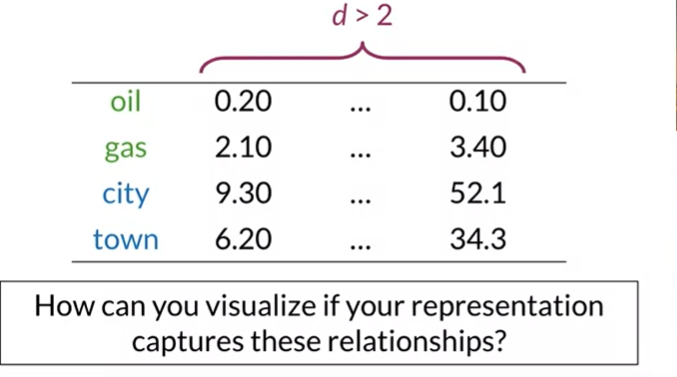 d > 2
oil 0.20 ... 0.10
gas 2.10 ... 3.40
city 9.30 ... 52.1
town 6.20 ... 34.3
How can you visualize if your representation
captures these relationships?